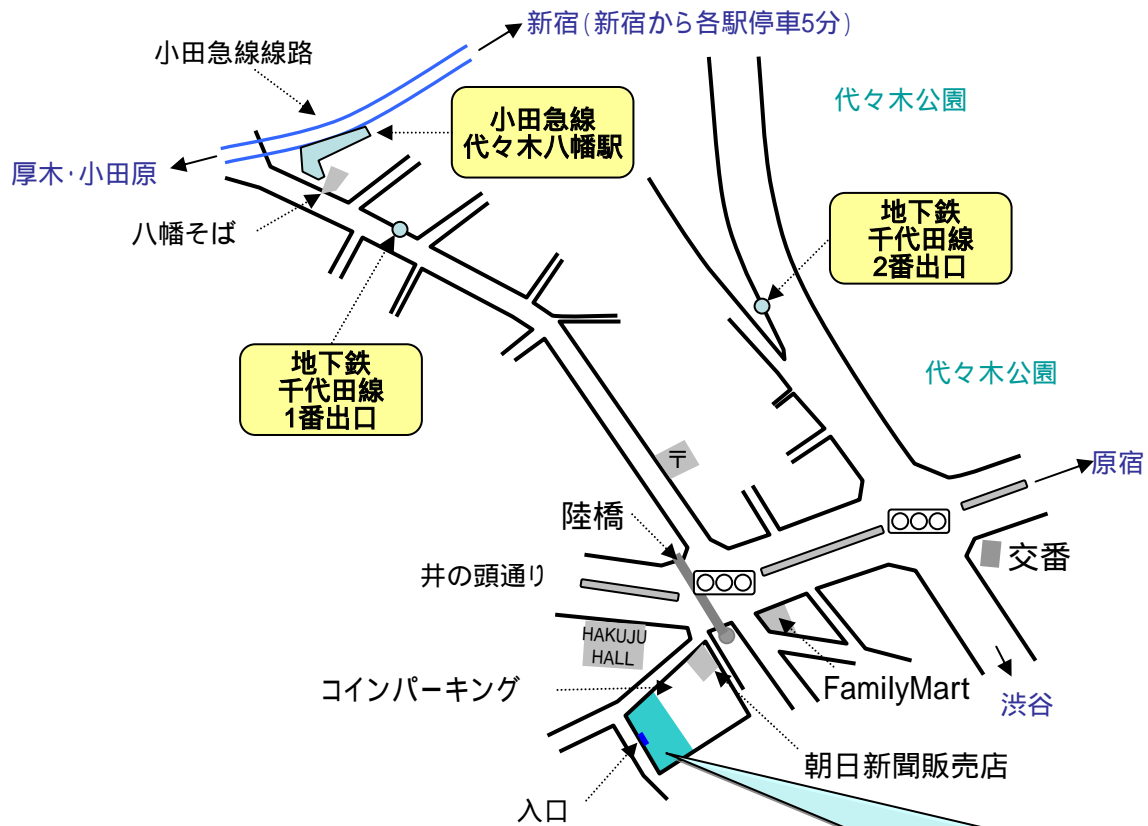 新宿(新宿から各駅停車5分)
小田急線線路
代々木公園
小田急線
代々木八幡駅
厚木・小田原
八幡そば
地下鉄
千代田線
2番出口
地下鉄
千代田線
1番出口
代々木公園
〒
原宿
陸橋
交番
井の頭通り
HAKUJU
HALL
コインパーキング
FamilyMart
渋谷
朝日新聞販売店
入口